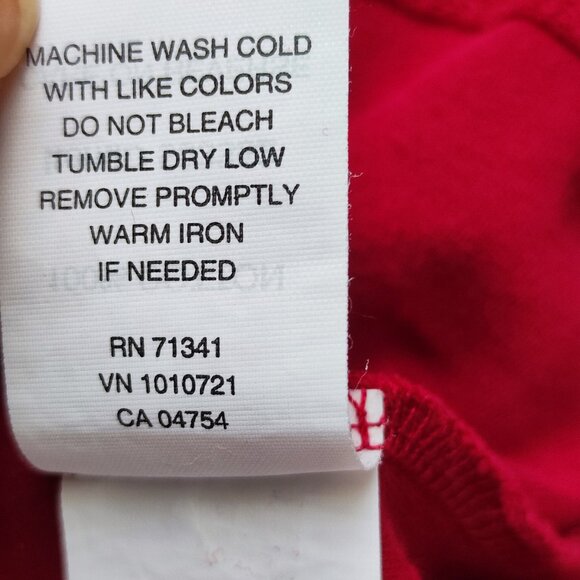 MACHINE WASH COLD
WITH LIKE COLORS
DO NOT BLEACH
TUMBLE DRY LOW
REMOVE PROMPTLY
WARM IRON
IF NEEDED
RN 71341
VN 1010721
CA 04754